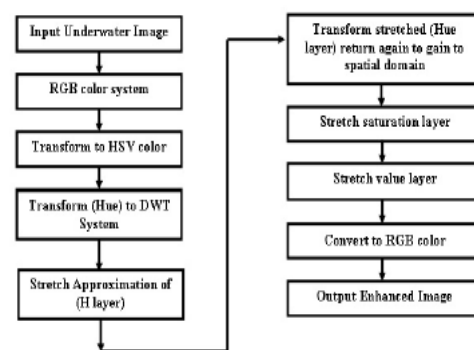 Input Underwater Image
RGB color system
Transform to HSV color
Transform (Hue) to DWT
System
Stretch Approximation of
(H layer)
Transform stretched (Hue
layer) return again to gain to
spatial domain
Stretch saturation layer
Stretch value layer
Convert to RGB color
Output Enhanced Image